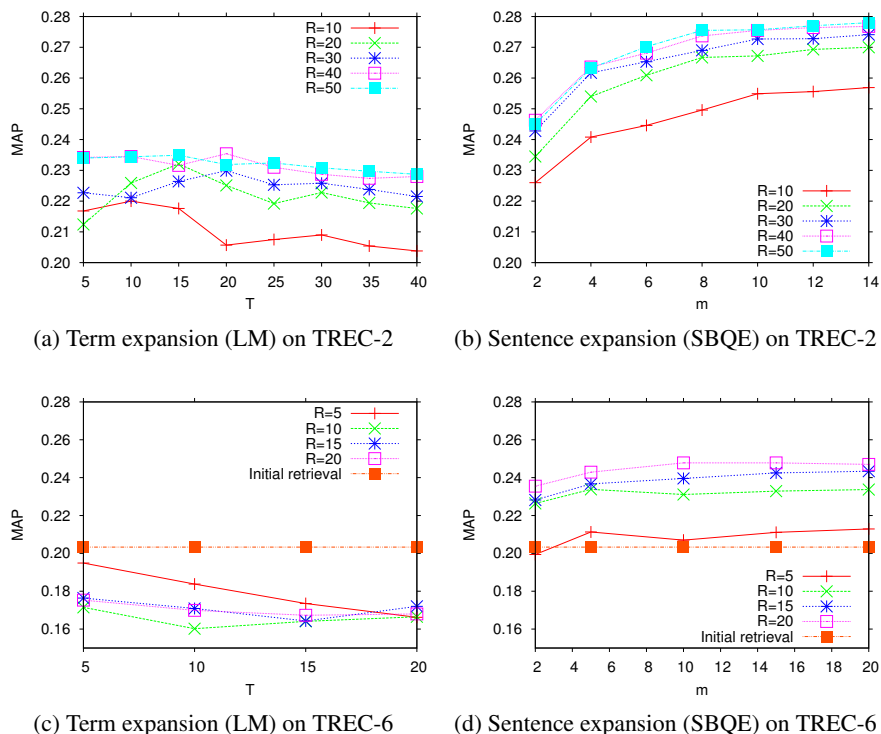 0.28
0.27
0.26
0.25
0.24
0.23
0.22
0.21
0.20
MAP
R=10
R=20
R=30
R=40
R=50
5 10 15 20 25 30 35 40
T
(a) Term expansion (LM) on TREC-2
0.28
0.27
0.26
0.25
0.24
0.23
0.22
0.21
0.20
MAP
R=10
R=20
R=30
R=40
R=50
2 4 6 8 10 12 14
m
(b) Sentence expansion (SBQE) on TREC-2
0.28
0.26
0.24
0.22
0.20
0.18
0.16
MAP
R=5
R=10
R=15
R=20
Initial retrieval
5 10 15 20
T
(c) Term expansion (LM) on TREC-6
0.28
0.26
0.24
0.22
0.20
0.18
0.16
MAP
R=5
R=10
R=15
R=20
Initial retrieval
2 4 6 8 10 12 14 16 18 20
m
(d) Sentence expansion (SBQE) on TREC-6